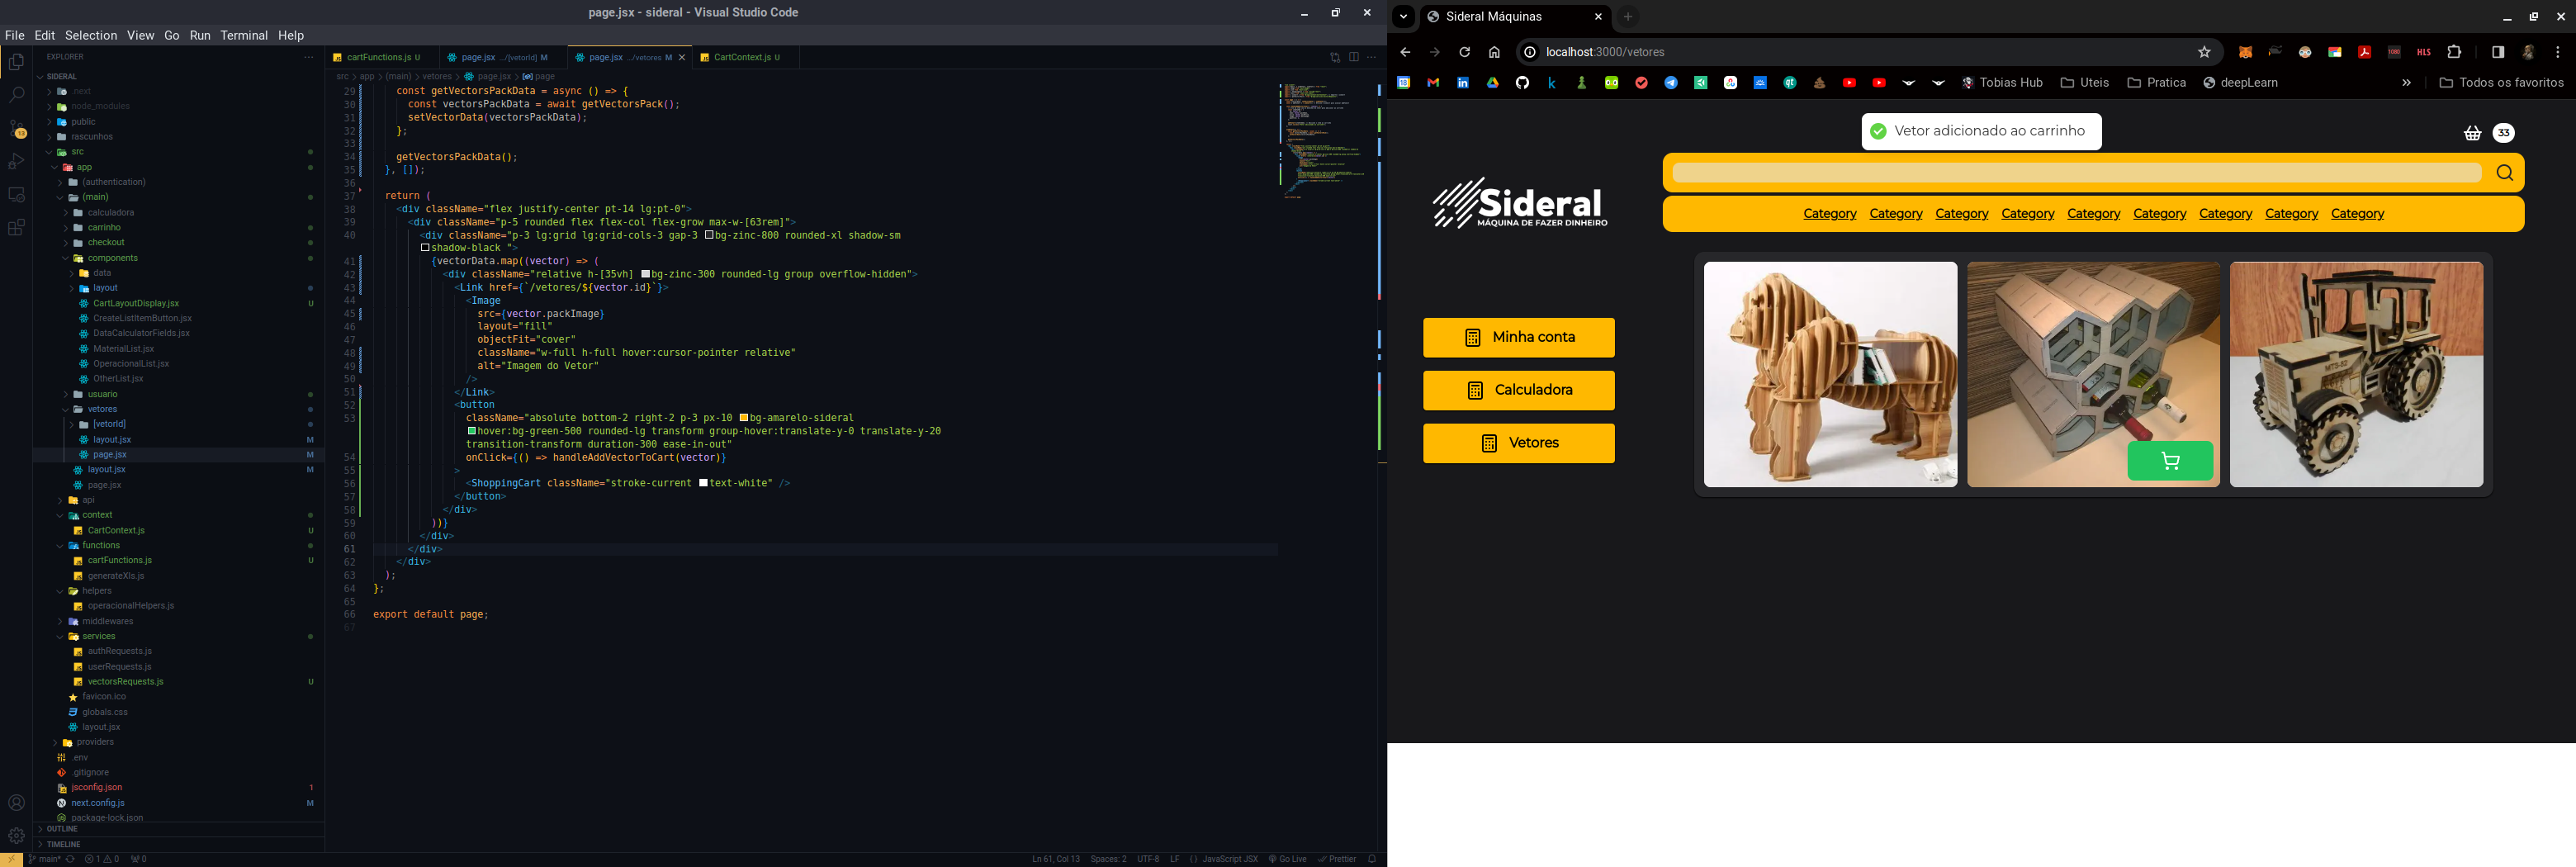 page.jsx - sideral - Visual Studio Code
File Edit Selection View Go Run Terminal Help
EXPLORER
SIDERAL
.next
node_modules
public
rascunhos
src
app
(authentication)
(main)
calculadora
carrinho
checkout
components
data
layout
CartLayoutDisplay.jsx U
CreateListItemButton.jsx
DataCalculatorFields.jsx
MaterialList.jsx
OperacionalList.jsx
OtherList.jsx
usuario
vetores
[vetorId]
layout.jsx M
page.jsx M
layout.jsx M
page.jsx
api
context
CartContext.js U
functions
cartFunctions.js U
generateXls.js
helpers
operacionalHelpers.js
middlewares
services
authRequests.js
userRequests.js
vectorsRequests.js U
favicon.ico
globals.css
layout.jsx
providers
.env
.gitignore
jsconfig.json 1
next.config.js M
package-lock.json
OUTLINE
TIMELINE
13
cartFunctions.js U page.jsx .../[vetorId] M page.jsx .../vetores M CartContext.js U
src > app > (main) > vetores > page.jsx > page
29 const getVectorsPackData = async () => {
30 const vectorsPackData = await getVectorsPack();
31 setVectorData(vectorsPackData);
32 };
33
34 getVectorsPackData();
35 }, []);
36
37 return (
38 <div className="flex justify-center pt-14 lg:pt-0">
39 <div className="p-5 rounded flex flex-col flex-grow max-w-[63rem]">
40 <div className="p-3 lg:grid lg:grid-cols-3 gap-3 bg-zinc-800 rounded-xl shadow-sm
shadow-black ">
41 {vectorData.map((vector) => (
42 <div className="relative h-[35vh] bg-zinc-300 rounded-lg group overflow-hidden">
43 <Link href={`/vetores/${vector.id}`}>
44 <Image
45 src={vector.packImage}
46 layout="fill"
47 objectFit="cover"
48 className="w-full h-full hover:cursor-pointer relative"
49 alt="Imagem do Vetor"
50 />
51 </Link>
52 <button
53 className="absolute bottom-2 right-2 p-3 px-10 bg-amarelo-sideral
hover:bg-green-500 rounded-lg transform group-hover:translate-y-0 translate-y-20
transition-transform duration-300 ease-in-out"
54 onClick={() => handleAddVectorToCart(vector)}
55 >
56 <ShoppingCart className="stroke-current text-white" />
57 </button>
58 </div>
59 ))}
60 </div>
61 </div>
62 </div>
63 );
64 };
65
66 export default page;
67
main* 1 0 0 Ln 61, Col 13 Spaces: 2 UTF-8 LF { } JavaScript JSX Go Live Prettier
Sideral Máquinas
localhost:3000/vetores
HLS
Tobias Hub Uteis Pratica deepLearn » Todos os favoritos
Vetor adicionado ao carrinho
33
Sideral
MÁQUINA DE FAZER DINHEIRO
Category Category Category Category Category Category Category Category Category
Minha conta
Calculadora
Vetores
MTS-82